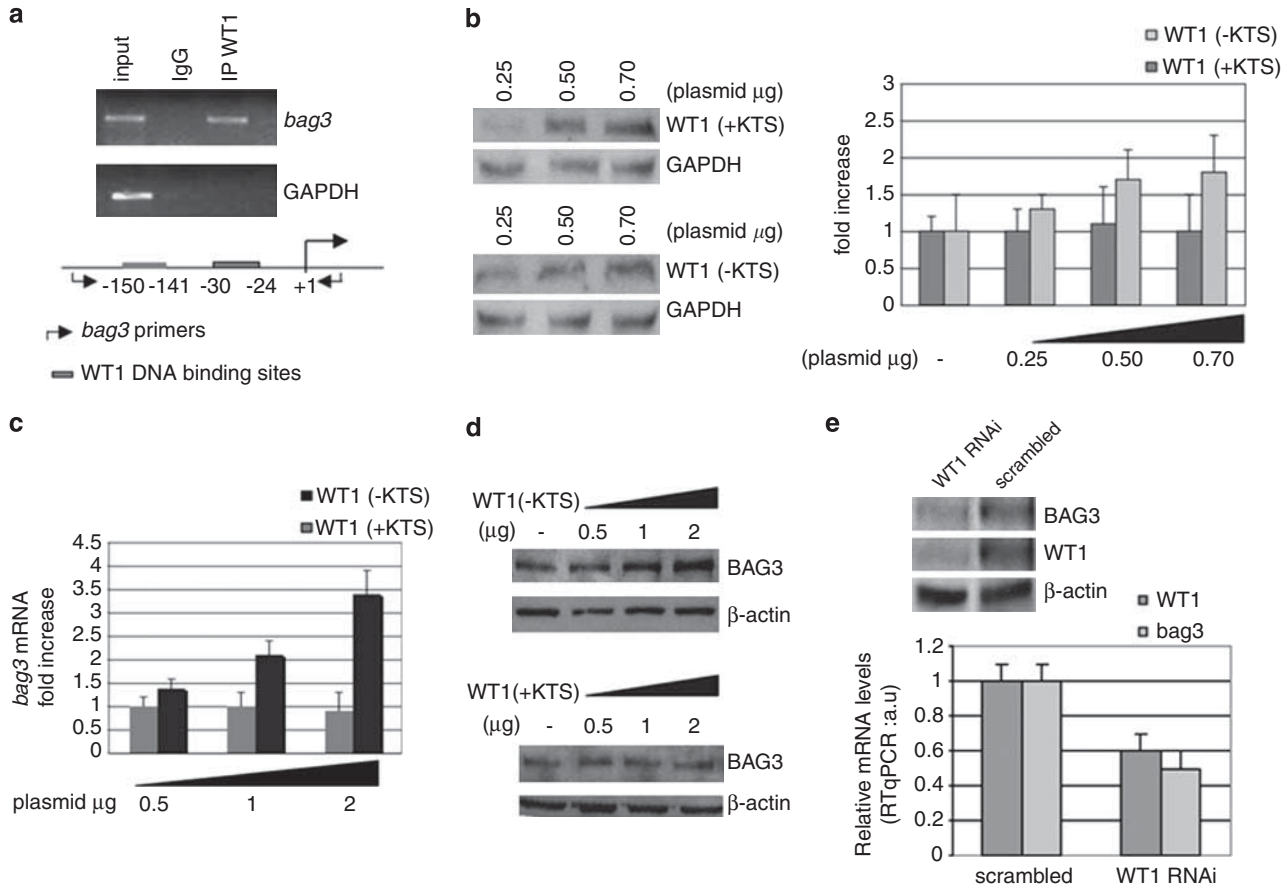 a
input
IgG
IP WT1
bag3
GAPDH
-150 -141 -30 -24 +1
bag3 primers
WT1 DNA binding sites
b
0.25 0.50 0.70 (plasmid μg)
WT1 (+KTS)
GAPDH
0.25 0.50 0.70 (plasmid μg)
WT1 (-KTS)
GAPDH
WT1 (-KTS)
WT1 (+KTS)
fold increase
3
2.5
2
1.5
1
0.5
0
(plasmid μg) - 0.25 0.50 0.70
c
WT1 (-KTS)
WT1 (+KTS)
bag3 mRNA
fold increase
4.5
4
3.5
3
2.5
2
1.5
1
0.5
0
plasmid μg 0.5 1 2
d
WT1(-KTS)
(μg) - 0.5 1 2
BAG3
β-actin
WT1(+KTS)
(μg) - 0.5 1 2
BAG3
β-actin
e
WT1 RNAi
scrambled
BAG3
WT1
β-actin
WT1
bag3
Relative mRNA levels
(RTqPCR :a.u)
1.2
1
0.8
0.6
0.4
0.2
0
scrambled WT1 RNAi